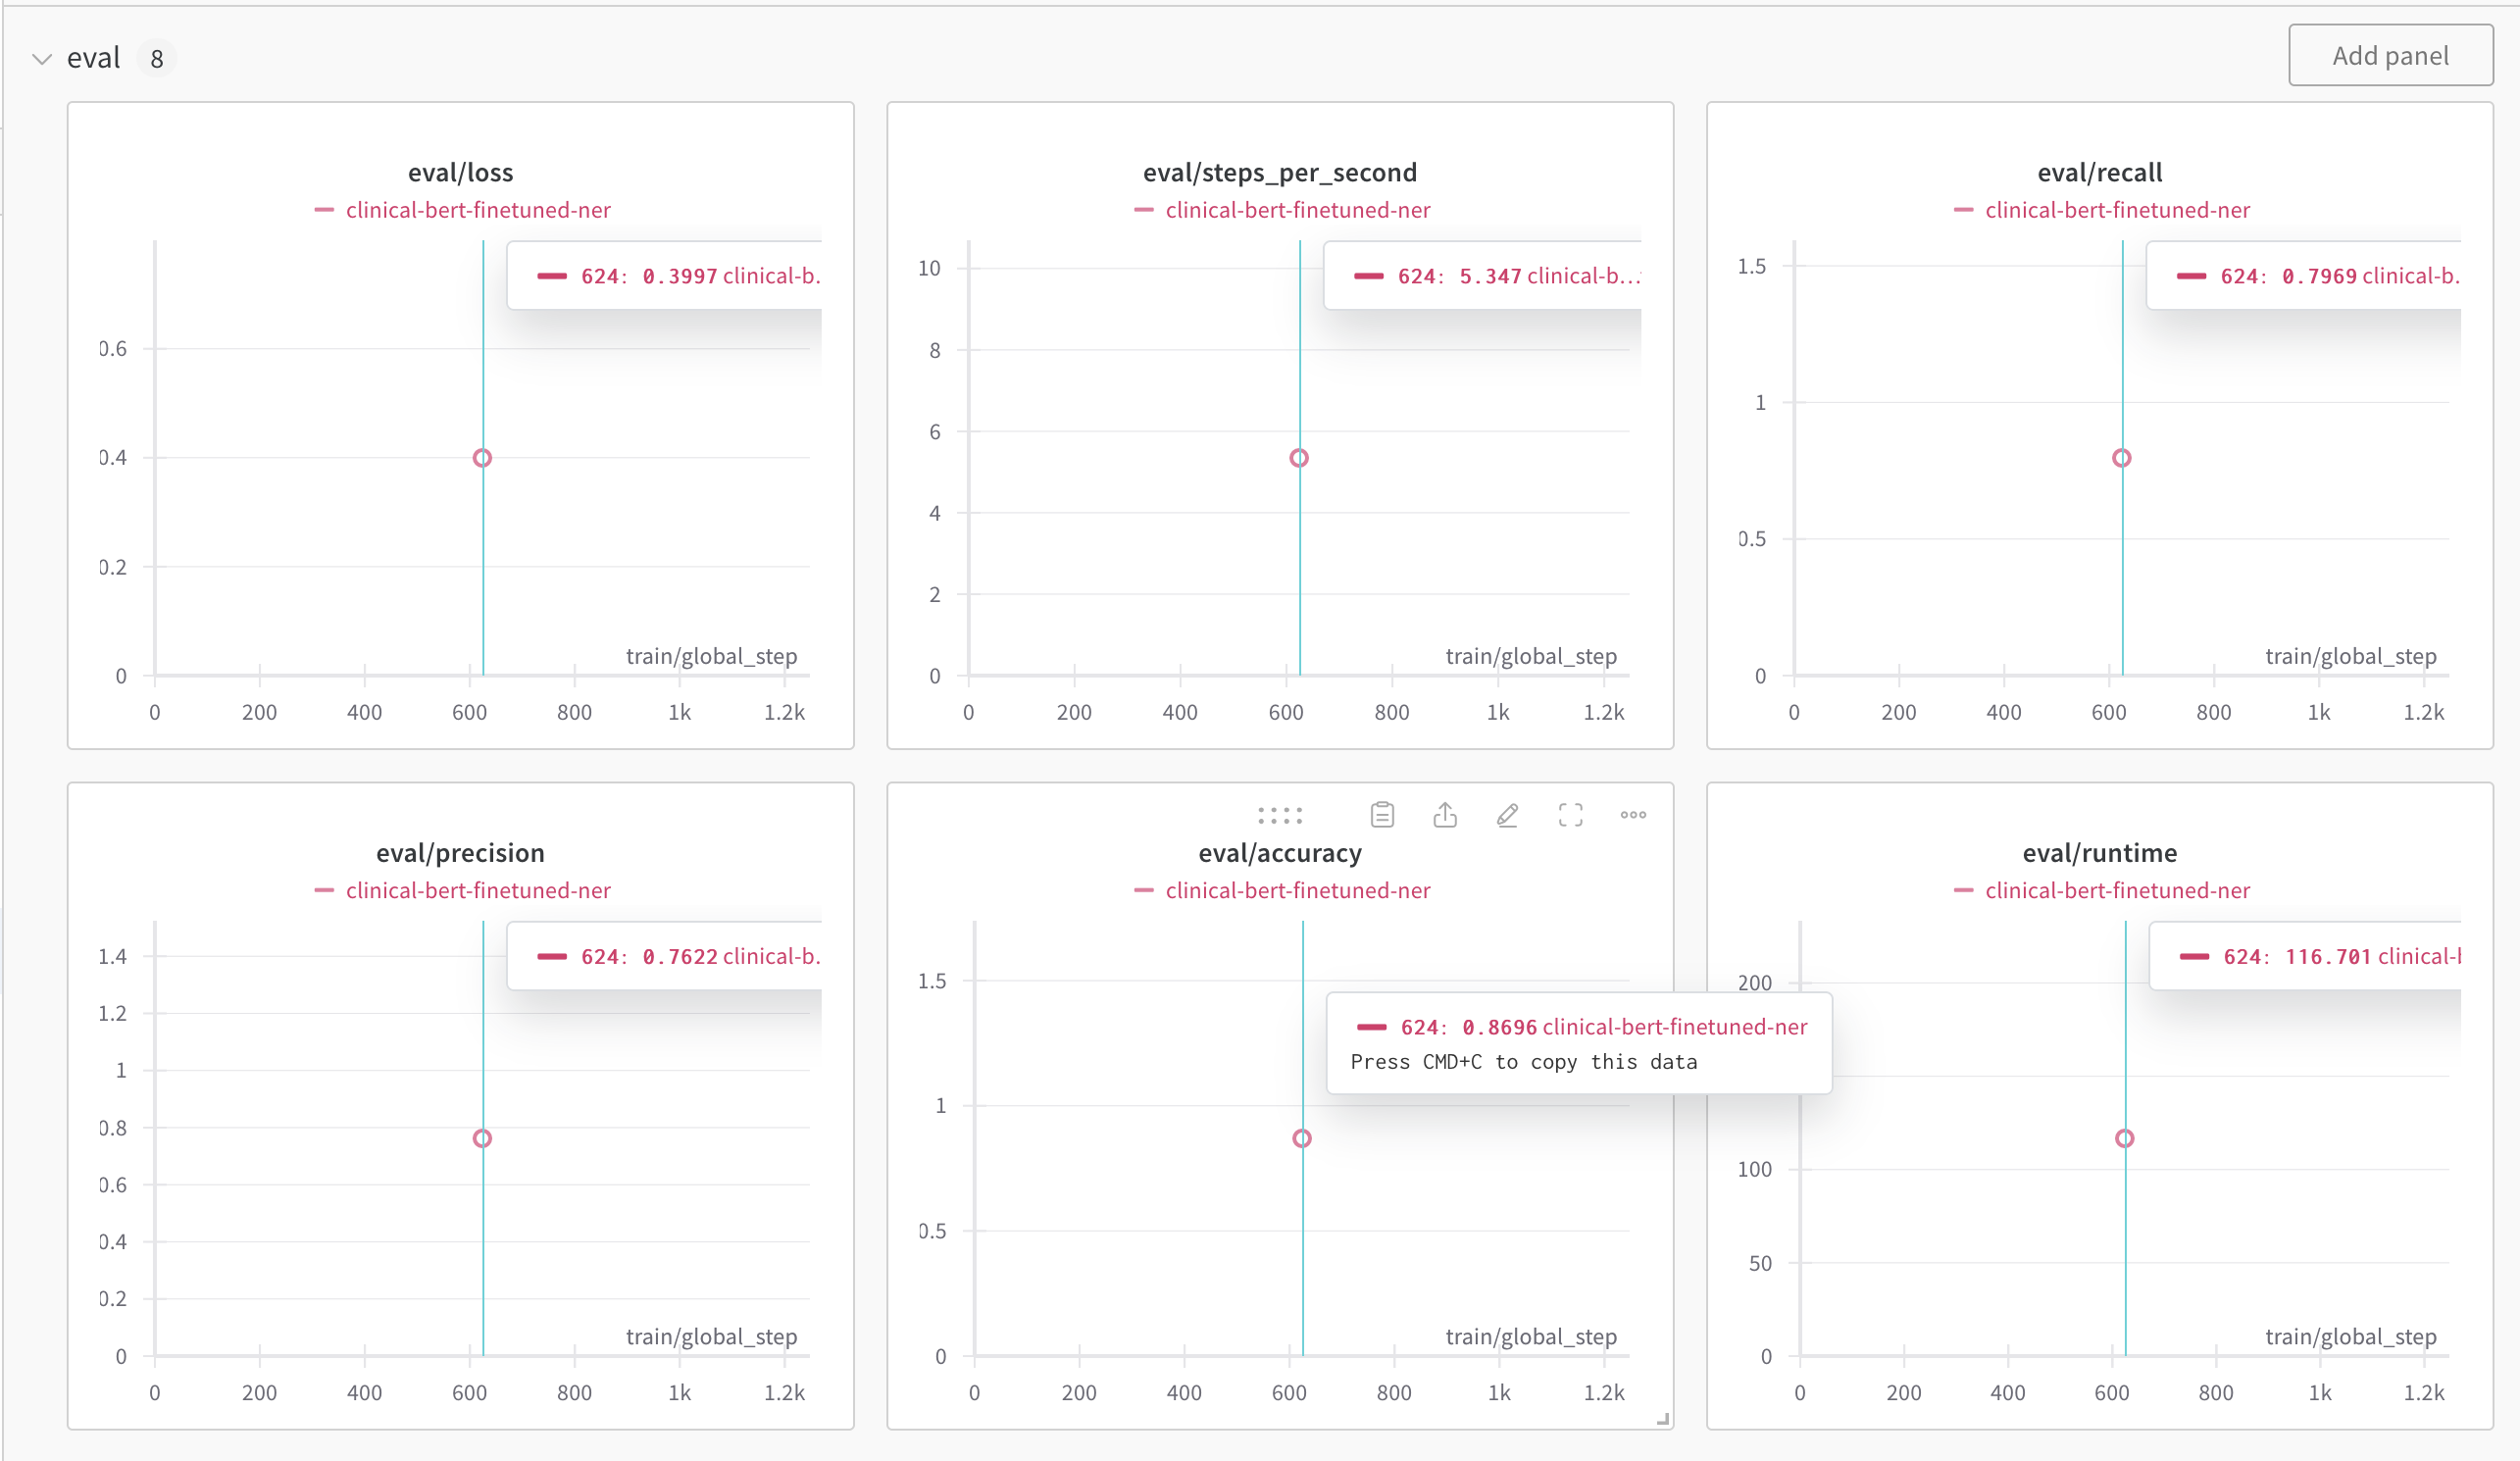 eval 8
Add panel
eval/loss
clinical-bert-finetuned-ner
624: 0.3997 clinical-b.
0.6
0.4
0.2
0
train/global_step
0 200 400 600 800 1k 1.2k
eval/steps_per_second
clinical-bert-finetuned-ner
624: 5.347 clinical-b...
10
8
6
4
2
0
train/global_step
0 200 400 600 800 1k 1.2k
eval/recall
clinical-bert-finetuned-ner
624: 0.7969 clinical-b.
1.5
1
0.5
0
train/global_step
0 200 400 600 800 1k 1.2k
eval/precision
clinical-bert-finetuned-ner
624: 0.7622 clinical-b.
1.4
1.2
1
0.8
0.6
0.4
0.2
0
train/global_step
0 200 400 600 800 1k 1.2k
eval/accuracy
clinical-bert-finetuned-ner
1.5
624: 0.8696 clinical-bert-finetuned-ner
Press CMD+C to copy this data
1
0.5
0
train/global_step
0 200 400 600 800 1k 1.2k
eval/runtime
clinical-bert-finetuned-ner
624: 116.701 clinical-b
200
100
50
0
train/global_step
0 200 400 600 800 1k 1.2k